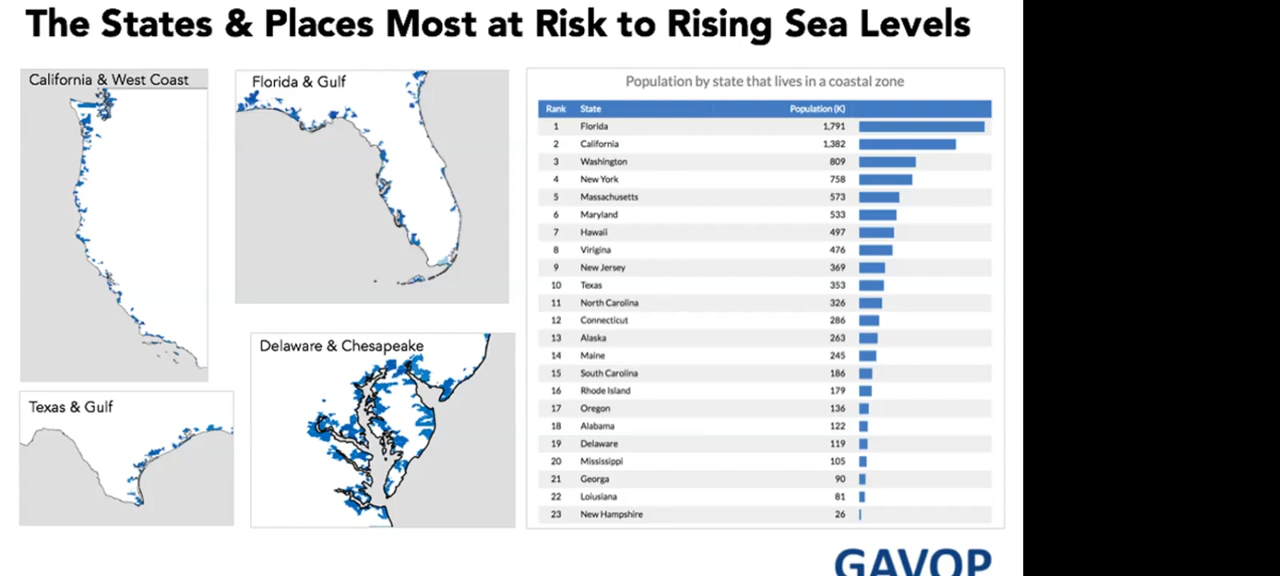 The States & Places Most at Risk to Rising Sea Levels
California & West Coast
Florida & Gulf
Delaware & Chesapeake
Texas & Gulf
Population by state that lives in a coastal zone
Rank State Population (K)
1 Florida 1,791
2 California 1,382
3 Washington 809
4 New York 758
5 Massachusetts 573
6 Maryland 533
7 Hawaii 497
8 Virigina 476
9 New Jersey 369
10 Texas 353
11 North Carolina 326
12 Connecticut 286
13 Alaska 263
14 Maine 245
15 South Carolina 186
16 Rhode Island 179
17 Oregon 136
18 Alabama 122
19 Delaware 119
20 Mississippi 105
21 Georga 90
22 Loiusiana 81
23 New Hampshire 26
GAVOP